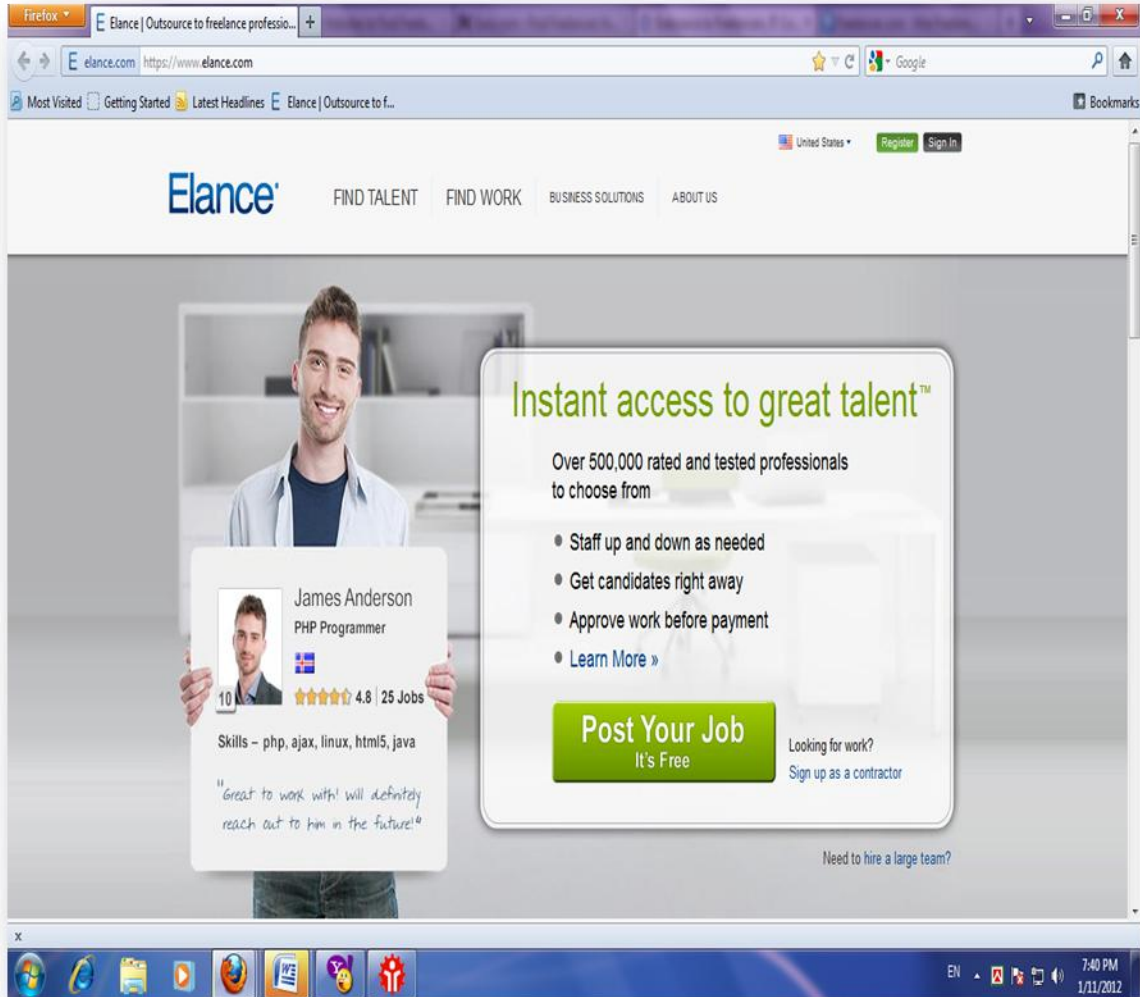 Firefox
Elance | Outsource to freelance professio...
elance.com https://www.elance.com
Google
Most Visited Getting Started Latest Headlines Elance | Outsource to f...
Bookmarks
United States Register Sign In
Elance
FIND TALENT FIND WORK BUSINESS SOLUTIONS ABOUT US
Instant access to great talent™
Over 500,000 rated and tested professionals
to choose from
• Staff up and down as needed
• Get candidates right away
• Approve work before payment
• Learn More »
Post Your Job
It's Free
Looking for work?
Sign up as a contractor
Need to hire a large team?
James Anderson
PHP Programmer
10
4.8 | 25 Jobs
Skills – php, ajax, linux, html5, java
"Great to work with! will definitely
reach out to him in the future!"
x
EN
7:40 PM
1/11/2012